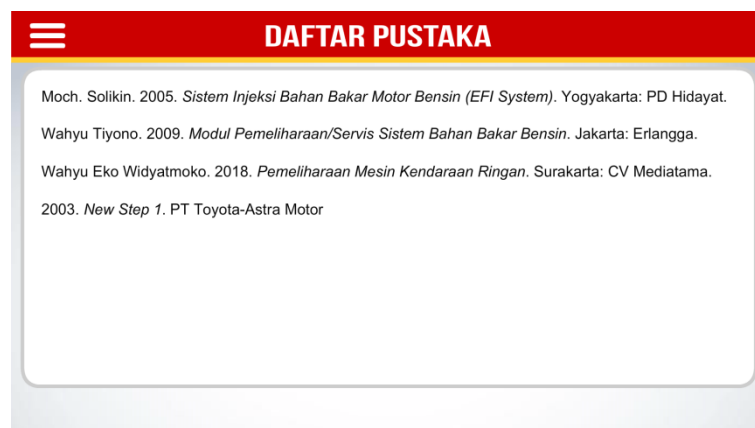 DAFTAR PUSTAKA
Moch. Solikin. 2005. Sistem Injeksi Bahan Bakar Motor Bensin (EFI System). Yogyakarta: PD Hidayat.
Wahyu Tiyono. 2009. Modul Pemeliharaan/Servis Sistem Bahan Bakar Bensin. Jakarta: Erlangga.
Wahyu Eko Widyatmoko. 2018. Pemeliharaan Mesin Kendaraan Ringan. Surakarta: CV Mediatama.
2003. New Step 1. PT Toyota-Astra Motor